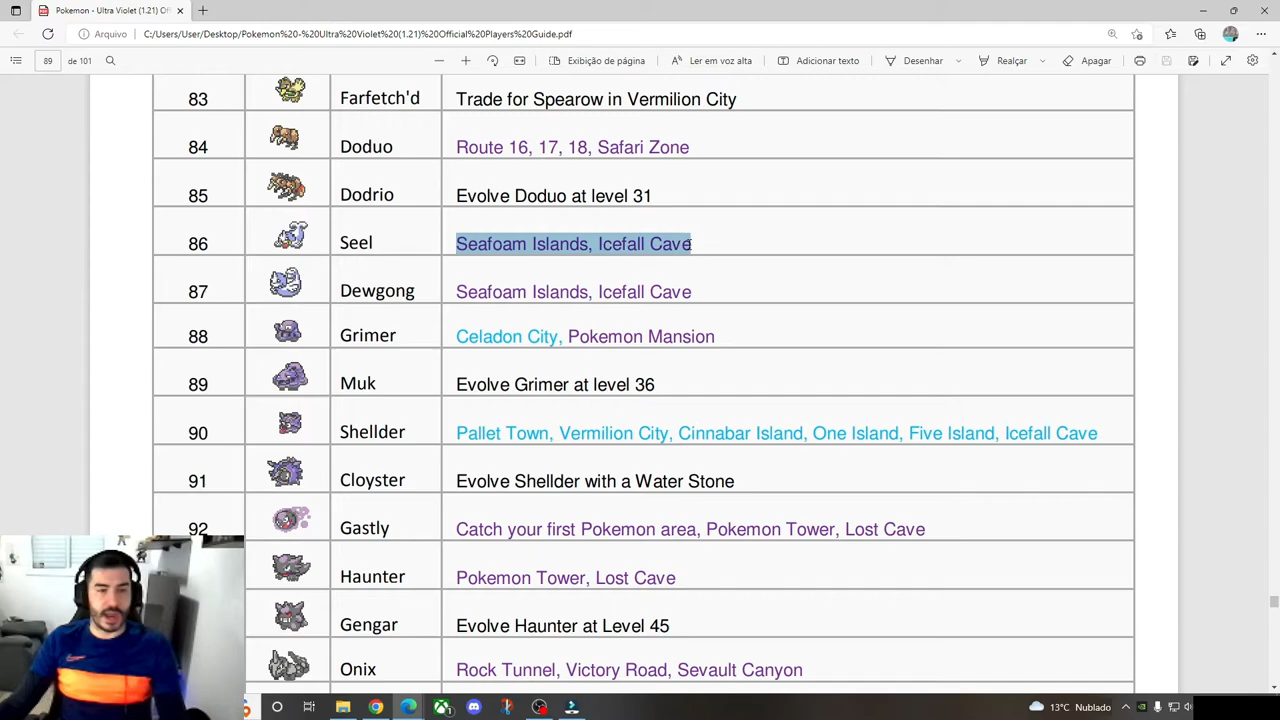 Pokemon - Ultra Violet (1.21) Of
Arquivo C:/Users/User/Desktop/Pokemon%20-%20Ultra%20Violet%20(1.21)%20Official%20Players%20Guide.pdf
89 de 101 Exibição de página Ler em voz alta Adicionar texto Desenhar Realçar Apagar
83 Farfetch'd Trade for Spearow in Vermilion City
84 Doduo Route 16, 17, 18, Safari Zone
85 Dodrio Evolve Doduo at level 31
86 Seel Seafoam Islands, Icefall Cave
87 Dewgong Seafoam Islands, Icefall Cave
88 Grimer Celadon City, Pokemon Mansion
89 Muk Evolve Grimer at level 36
90 Shellder Pallet Town, Vermilion City, Cinnabar Island, One Island, Five Island, Icefall Cave
91 Cloyster Evolve Shellder with a Water Stone
92 Gastly Catch your first Pokemon area, Pokemon Tower, Lost Cave
Haunter Pokemon Tower, Lost Cave
Gengar Evolve Haunter at Level 45
Onix Rock Tunnel, Victory Road, Sevault Canyon
13°C Nublado